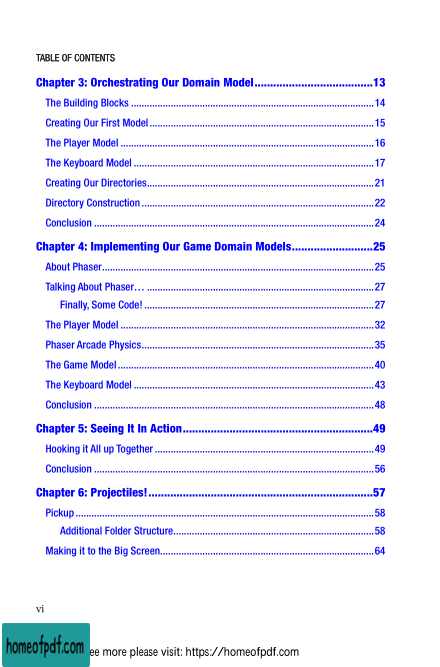 TABLE OF CONTENTS
Chapter 3: Orchestrating Our Domain Model......................................13
The Building Blocks ............................................................................................14
Creating Our First Model.....................................................................................15
The Player Model ................................................................................................16
The Keyboard Model ...........................................................................................17
Creating Our Directories......................................................................................21
Directory Construction ........................................................................................22
Conclusion ..........................................................................................................24
Chapter 4: Implementing Our Game Domain Models..........................25
About Phaser.......................................................................................................25
Talking About Phaser… ......................................................................................27
Finally, Some Code! .......................................................................................27
The Player Model ................................................................................................32
Phaser Arcade Physics........................................................................................35
The Game Model.................................................................................................40
The Keyboard Model ...........................................................................................43
Conclusion ..........................................................................................................48
Chapter 5: Seeing It In Action.............................................................49
Hooking it All up Together ...................................................................................49
Conclusion ..........................................................................................................56
Chapter 6: Projectiles!........................................................................57
Pickup .................................................................................................................58
Additional Folder Structure............................................................................58
Making it to the Big Screen.................................................................................64
vi
homeofpdf.com
ee more please visit: https://homeofpdf.com